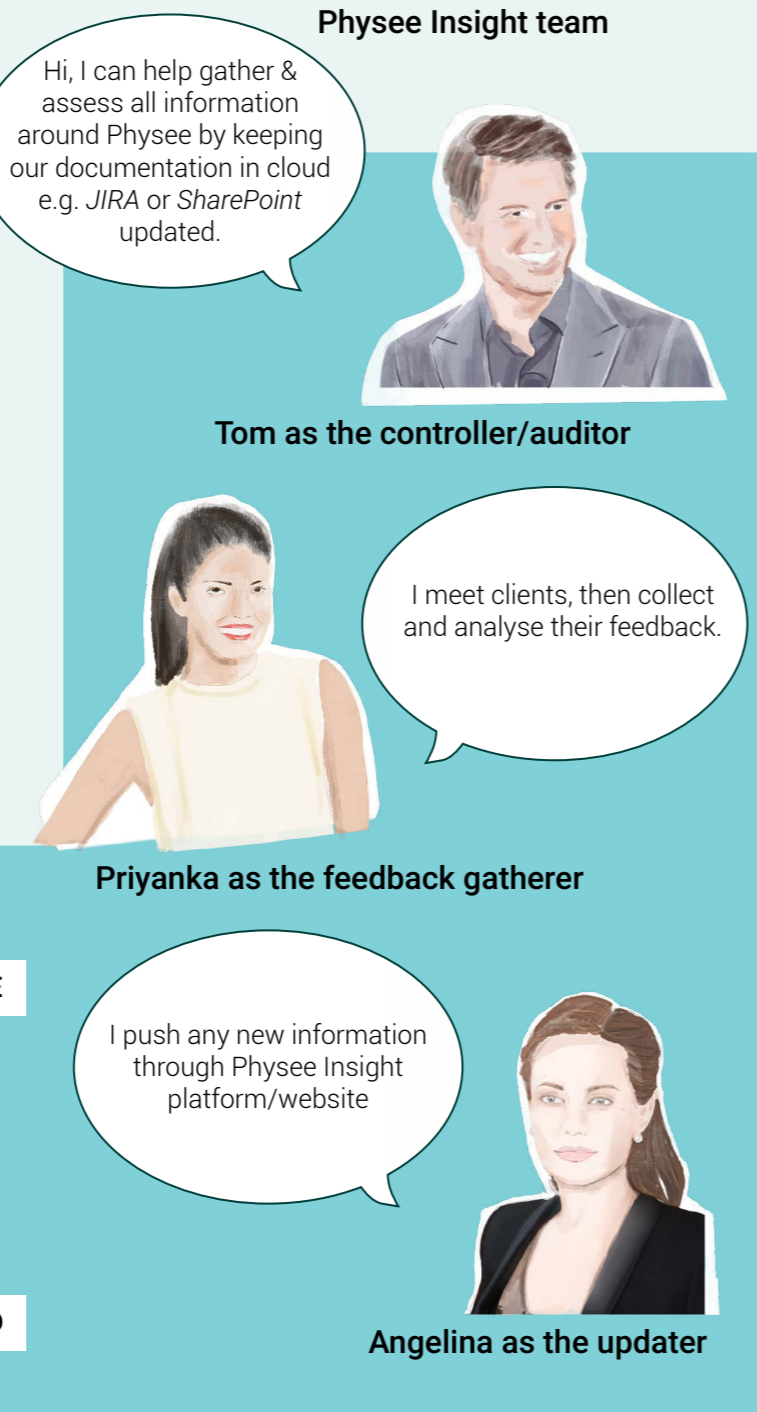 Physee Insight team
Hi, I can help gather &
assess all information
around Physee by keeping
our documentation in cloud
e.g. JIRA or SharePoint
updated.
Tom as the controller/auditor
I meet clients, then collect
and analyse their feedback.
Priyanka as the feedback gatherer
I push any new information
through Physee Insight
platform/website
Angelina as the updater